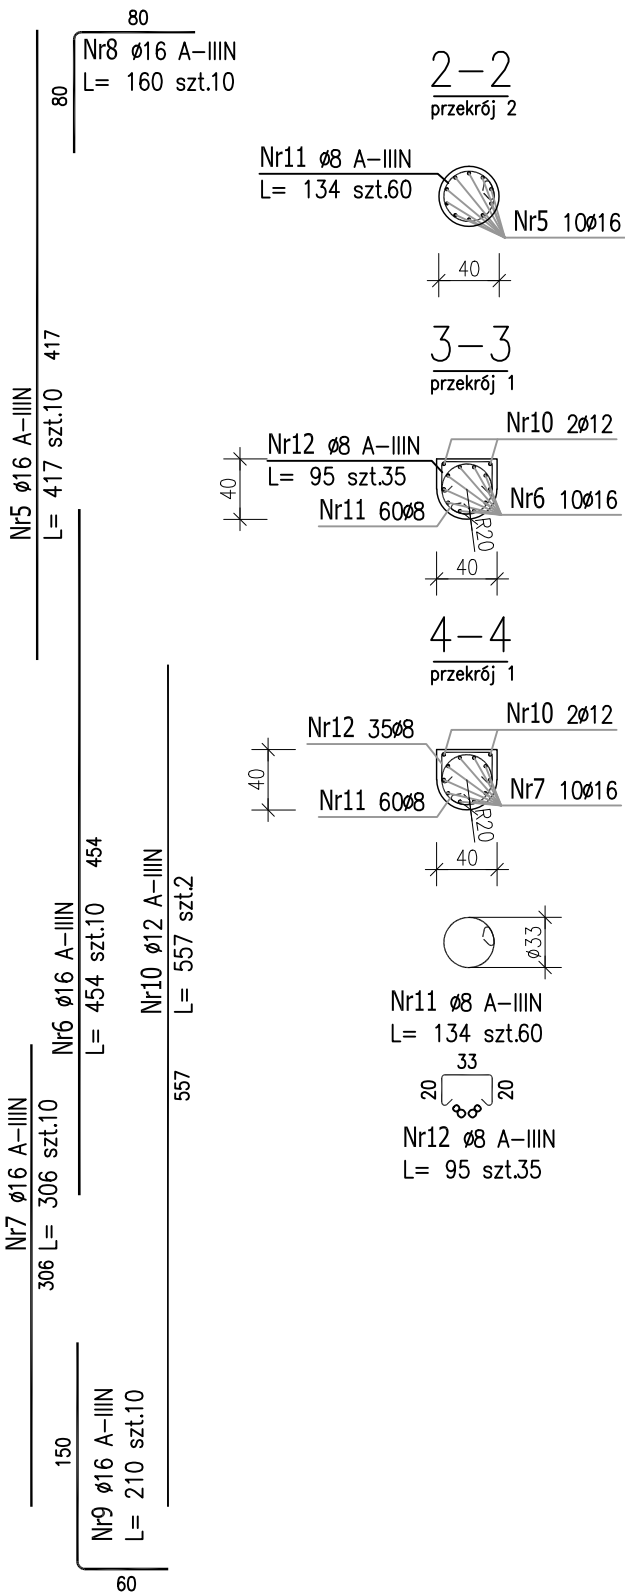 80
Nr8 ø16 A-IIIN
L= 160 szt.10
80
2-2
przekrój 2
Nr11 ø8 A-IIIN
L= 134 szt.60
Nr5 10ø16
40
417
Nr5 ø16 A-IIIN
L= 417 szt.10
3-3
przekrój 1
Nr10 2ø12
Nr12 ø8 A-IIIN
L= 95 szt.35
40
Nr11 60ø8
Nr6 10ø16
R20
40
4-4
przekrój 1
Nr10 2ø12
Nr12 35ø8
40
Nr11 60ø8
Nr7 10ø16
R20
40
454
Nr6 ø16 A-IIIN
L= 454 szt.10
Nr10 ø12 A-IIIN
L= 557 szt.2
557
ø33
Nr11 ø8 A-IIIN
L= 134 szt.60
33
20
20
88
Nr12 ø8 A-IIIN
L= 95 szt.35
Nr7 ø16 A-IIIN
306 L= 306 szt.10
150
Nr9 ø16 A-IIIN
L= 210 szt.10
60